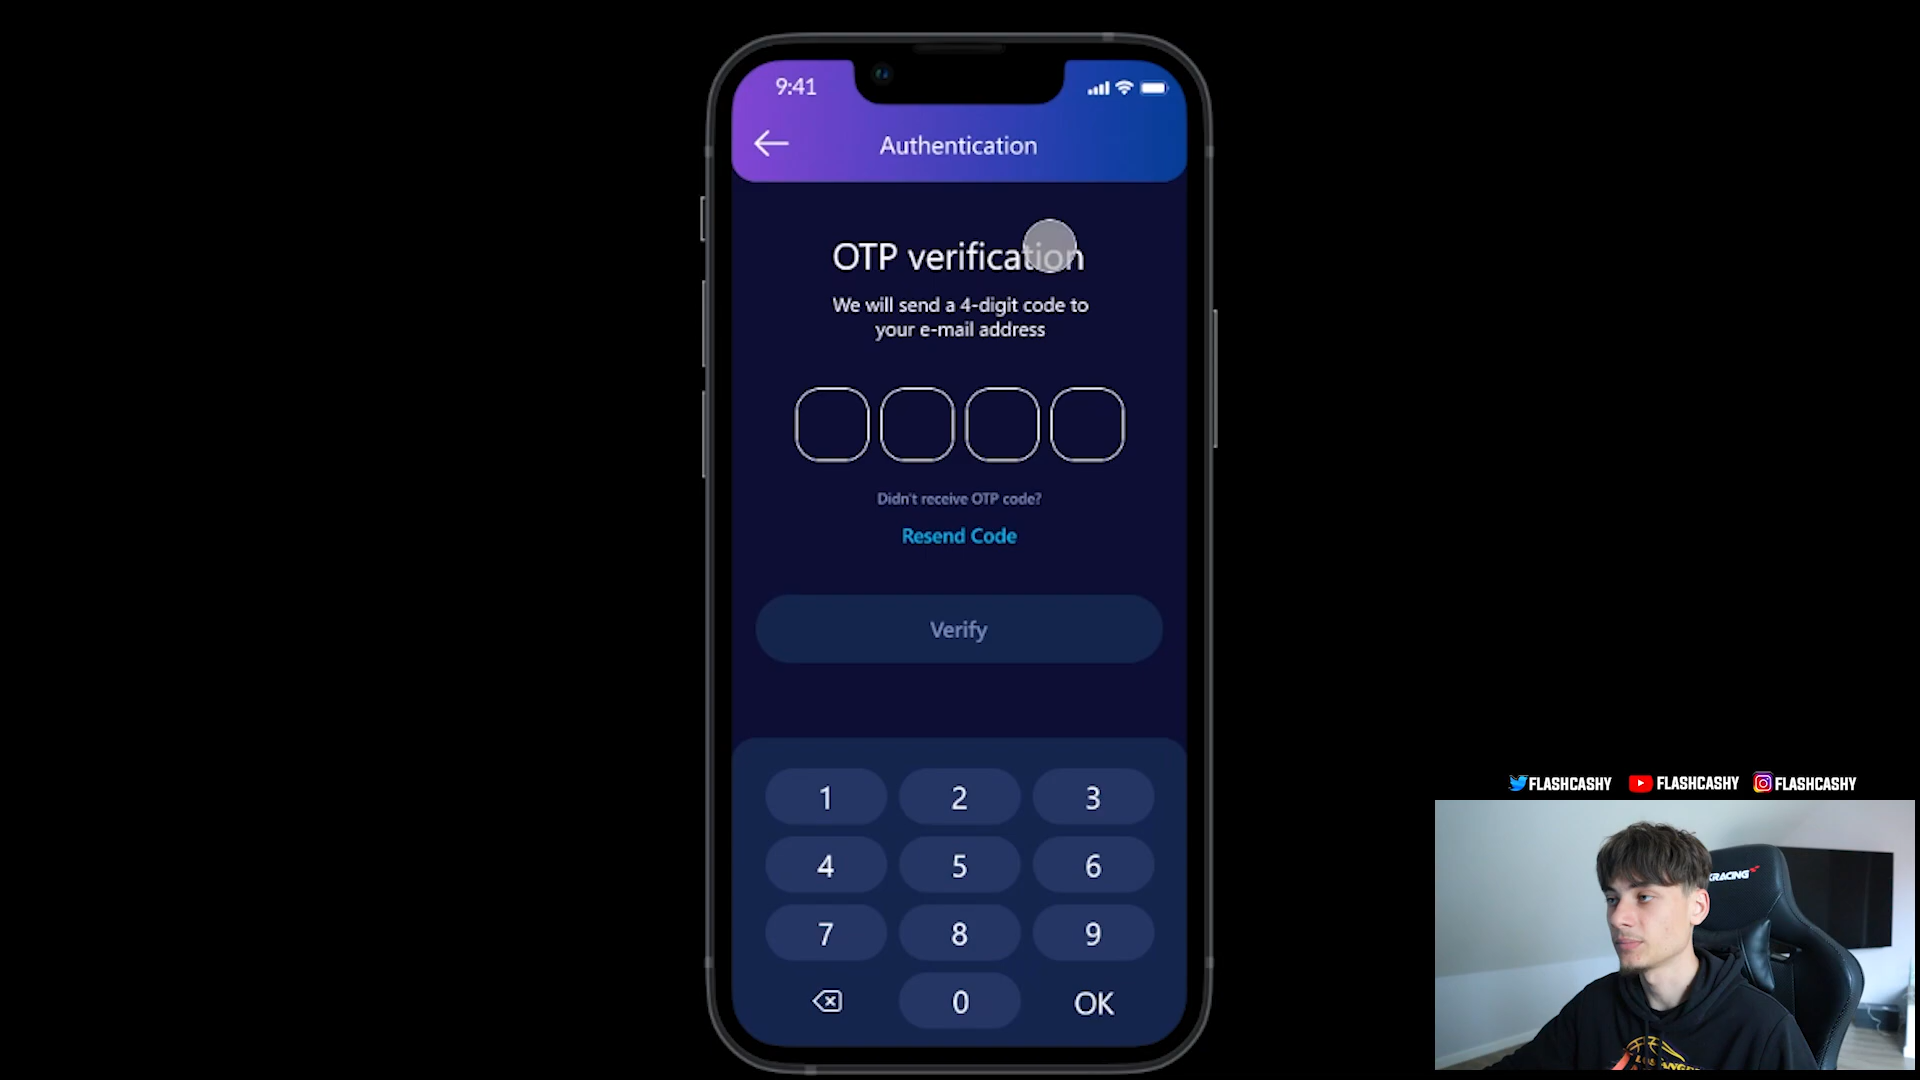 9:41
Authentication
OTP verification
We will send a 4-digit code to
your e-mail address
Didn't receive OTP code?
Resend Code
Verify
1 2 3
4 5 6
7 8 9
0 OK
FLASHCASHY FLASHCASHY FLASHCASHY
RACING